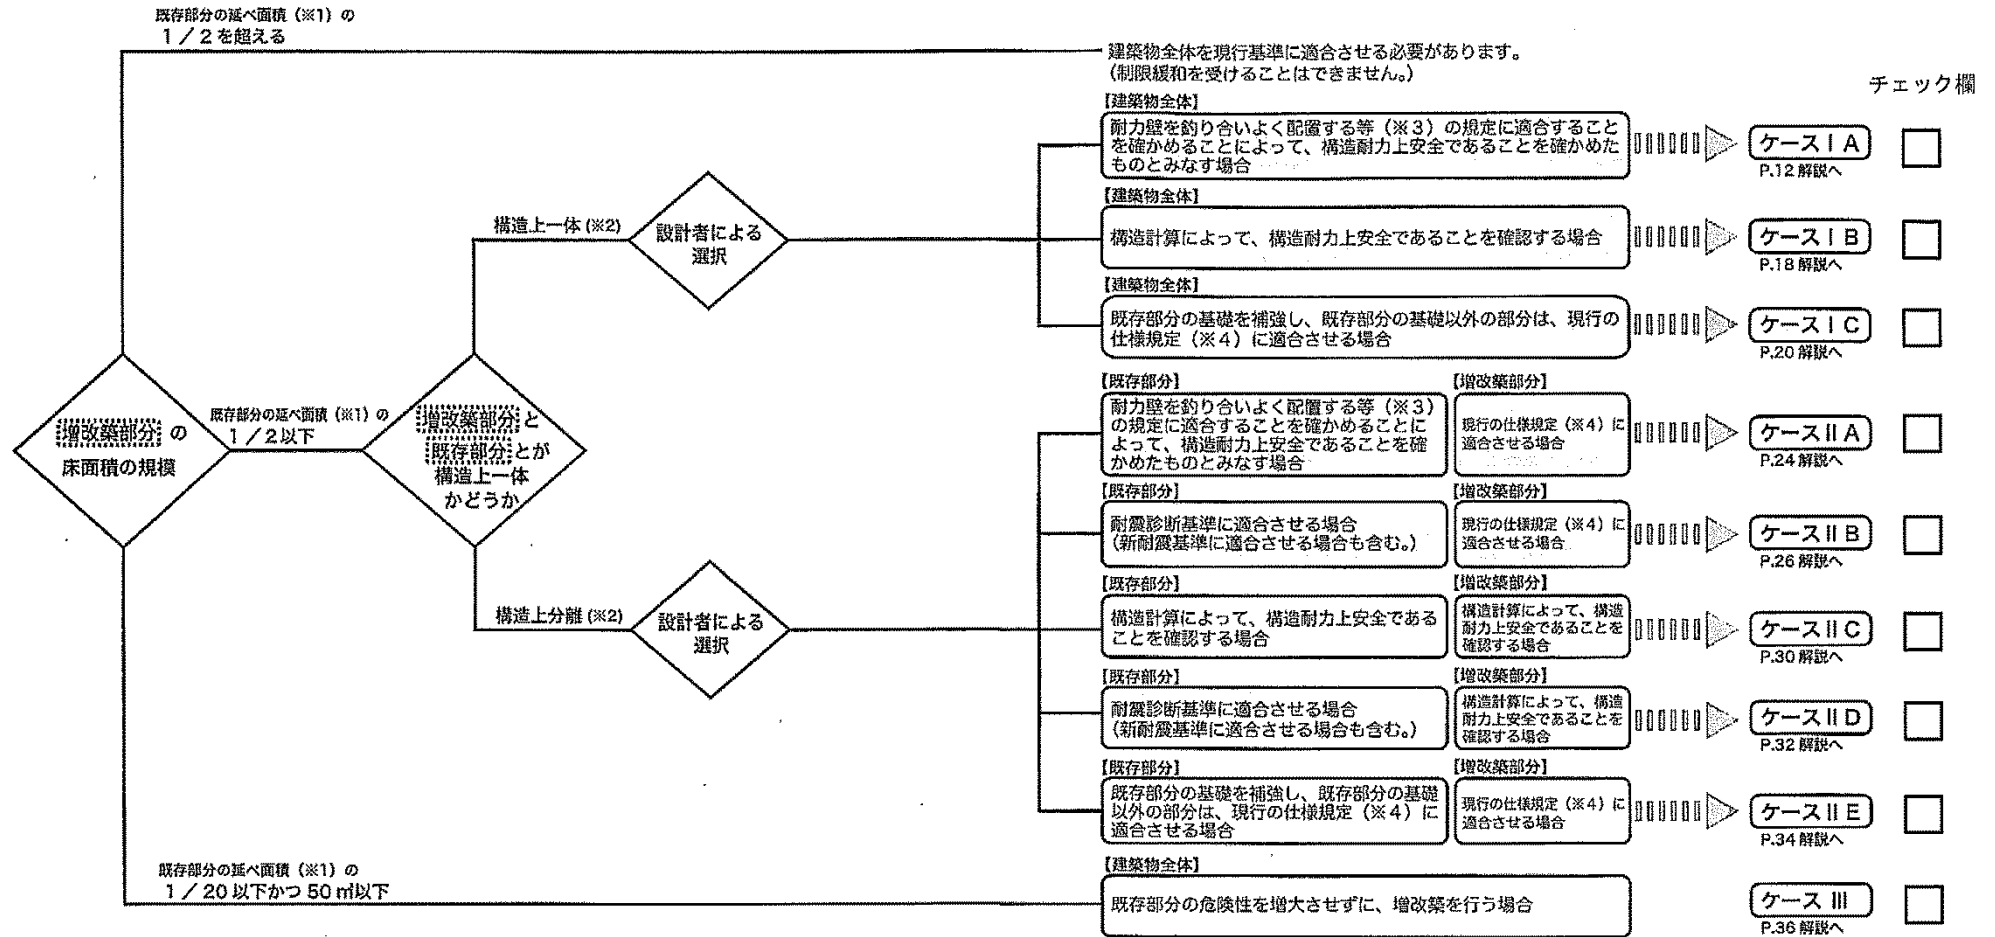 既存部分の延べ面積（※1）の
1／2を超える
建築物全体を現行基準に適合させる必要があります。
（制限緩和を受けることはできません。）
チェック欄
【建築物全体】
耐力壁を釣り合いよく配置する等（※3）の規定に適合すること
を確かめることによって、構造耐力上安全であることを確かめた
ものとみなす場合
ケースⅠA
P.12 解説へ
【建築物全体】
構造計算によって、構造耐力上安全であることを確認する場合
ケースⅠB
P.18 解説へ
【建築物全体】
既存部分の基礎を補強し、既存部分の基礎以外の部分は、現行の
仕様規定（※4）に適合させる場合
ケースⅠC
P.20 解説へ
構造上一体 (※2)
設計者による
選択
増改築部分 の
床面積の規模
既存部分の延べ面積（※1）の
1／2以下
増改築部分 と
既存部分 とが
構造上一体
かどうか
【既存部分】
耐力壁を釣り合いよく配置する等（※3）
の規定に適合することを確かめることに
よって、構造耐力上安全であることを確
かめたものとみなす場合
【増改築部分】
現行の仕様規定（※4）に
適合させる場合
ケースⅡA
P.24 解説へ
【既存部分】
耐震診断基準に適合させる場合
（新耐震基準に適合させる場合も含む。）
【増改築部分】
現行の仕様規定（※4）に
適合させる場合
ケースⅡB
P.26 解説へ
構造上分離 (※2)
設計者による
選択
【既存部分】
構造計算によって、構造耐力上安全である
ことを確認する場合
【増改築部分】
構造計算によって、構造
耐力上安全であることを
確認する場合
ケースⅡC
P.30 解説へ
【既存部分】
耐震診断基準に適合させる場合
（新耐震基準に適合させる場合も含む。）
【増改築部分】
構造計算によって、構造
耐力上安全であることを
確認する場合
ケースⅡD
P.32 解説へ
【既存部分】
既存部分の基礎を補強し、既存部分の基礎
以外の部分は、現行の仕様規定（※4）に
適合させる場合
【増改築部分】
現行の仕様規定（※4）に
適合させる場合
ケースⅡE
P.34 解説へ
既存部分の延べ面積（※1）の
1／20 以下かつ 50 ㎡以下
【建築物全体】
既存部分の危険性を増大させずに、増改築を行う場合
ケース Ⅲ
P.36 解説へ